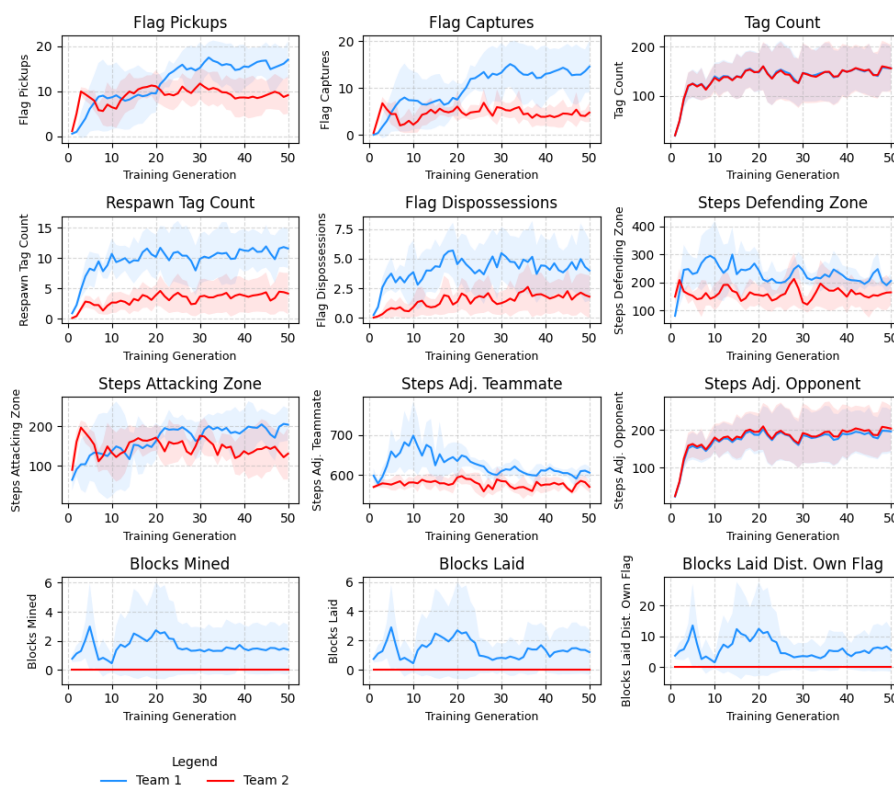 Flag Pickups
Flag Captures
Tag Count
Flag Pickups
20
10
0
0 10 20 30 40 50
Training Generation
Flag Captures
20
10
0
0 10 20 30 40 50
Training Generation
Tag Count
200
100
0 10 20 30 40 50
Training Generation
Respawn Tag Count
Flag Dispossessions
Steps Defending Zone
Respawn Tag Count
15
10
5
0
0 10 20 30 40 50
Training Generation
Flag Dispossessions
7.5
5.0
2.5
0.0
0 10 20 30 40 50
Training Generation
Steps Defending Zone
400
300
200
100
0 10 20 30 40 50
Training Generation
Steps Attacking Zone
Steps Adj. Teammate
Steps Adj. Opponent
Steps Attacking Zone
200
100
0 10 20 30 40 50
Training Generation
Steps Adj. Teammate
700
600
0 10 20 30 40 50
Training Generation
Steps Adj. Opponent
200
100
0 10 20 30 40 50
Training Generation
Blocks Mined
Blocks Laid
Blocks Laid Dist. Own Flag
Blocks Mined
6
4
2
0
0 10 20 30 40 50
Training Generation
Blocks Laid
6
4
2
0
0 10 20 30 40 50
Training Generation
Blocks Laid Dist. Own Flag
20
10
0
0 10 20 30 40 50
Training Generation
Legend
Team 1 Team 2